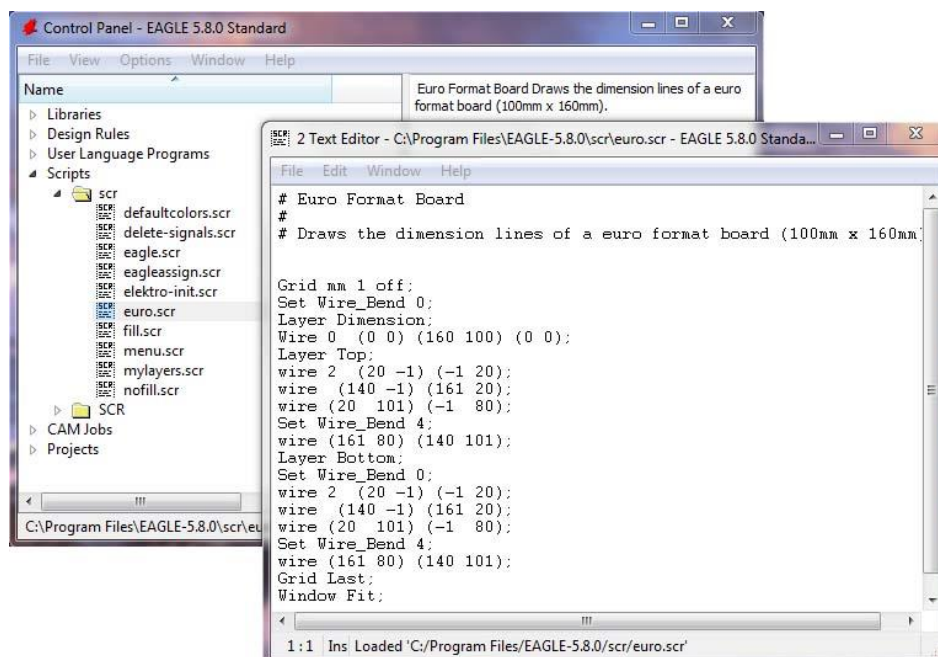 Control Panel - EAGLE 5.8.0 Standard
File View Options Window Help
Name
Libraries
Design Rules
User Language Programs
Scripts
scr
defaultcolors.scr
delete-signals.scr
eagle.scr
eagleassign.scr
elektro-init.scr
euro.scr
fill.scr
menu.scr
mylayers.scr
nofill.scr
SCR
CAM Jobs
Projects
C:\Program Files\EAGLE-5.8.0\scr\eu
Euro Format Board Draws the dimension lines of a euro
format board (100mm x 160mm).
2 Text Editor - C:\Program Files\EAGLE-5.8.0\scr\euro.scr - EAGLE 5.8.0 Standa...
File Edit Window Help
# Euro Format Board
#
# Draws the dimension lines of a euro format board (100mm x 160mm
Grid mm 1 off;
Set Wire_Bend 0;
Layer Dimension;
Wire 0 (0 0) (160 100) (0 0);
Layer Top;
wire 2 (20 -1) (-1 20);
wire (140 -1) (161 20);
wire (20 101) (-1 80);
Set Wire_Bend 4;
wire (161 80) (140 101);
Layer Bottom;
Set Wire_Bend 0;
wire 2 (20 -1) (-1 20);
wire (140 -1) (161 20);
wire (20 101) (-1 80);
Set Wire_Bend 4;
wire (161 80) (140 101);
Grid Last;
Window Fit;
1:1 Ins Loaded 'C:/Program Files/EAGLE-5.8.0/scr/euro.scr'